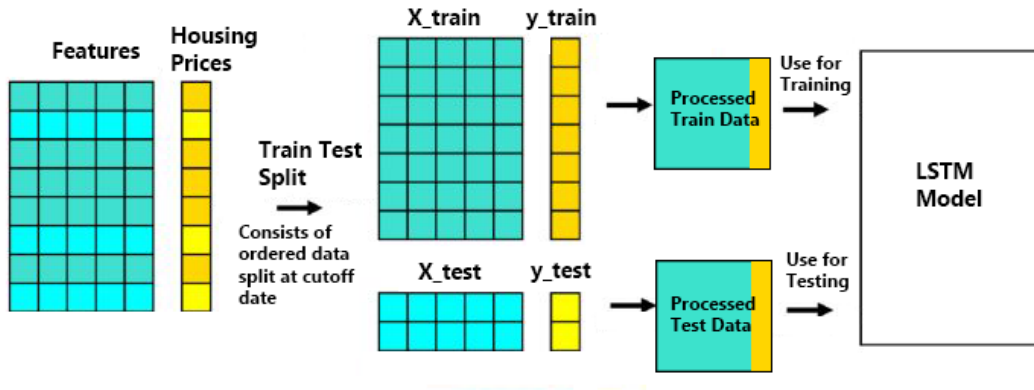 Features
Housing
Prices
Train Test
Split
Consists of
ordered data
split at cutoff
date
X_train
y_train
X_test
y_test
Processed
Train Data
Use for
Training
Processed
Test Data
Use for
Testing
LSTM
Model